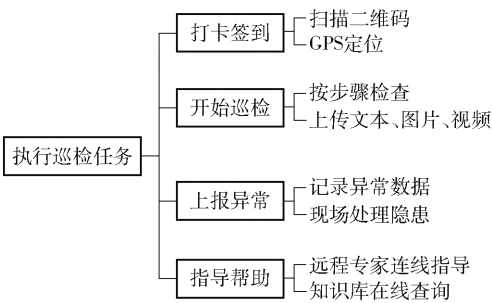 执行巡检任务
打卡签到
扫描二维码
GPS定位
开始巡检
按步骤检查
上传文本、图片、视频
上报异常
记录异常数据
现场处理隐患
指导帮助
远程专家连线指导
知识库在线查询